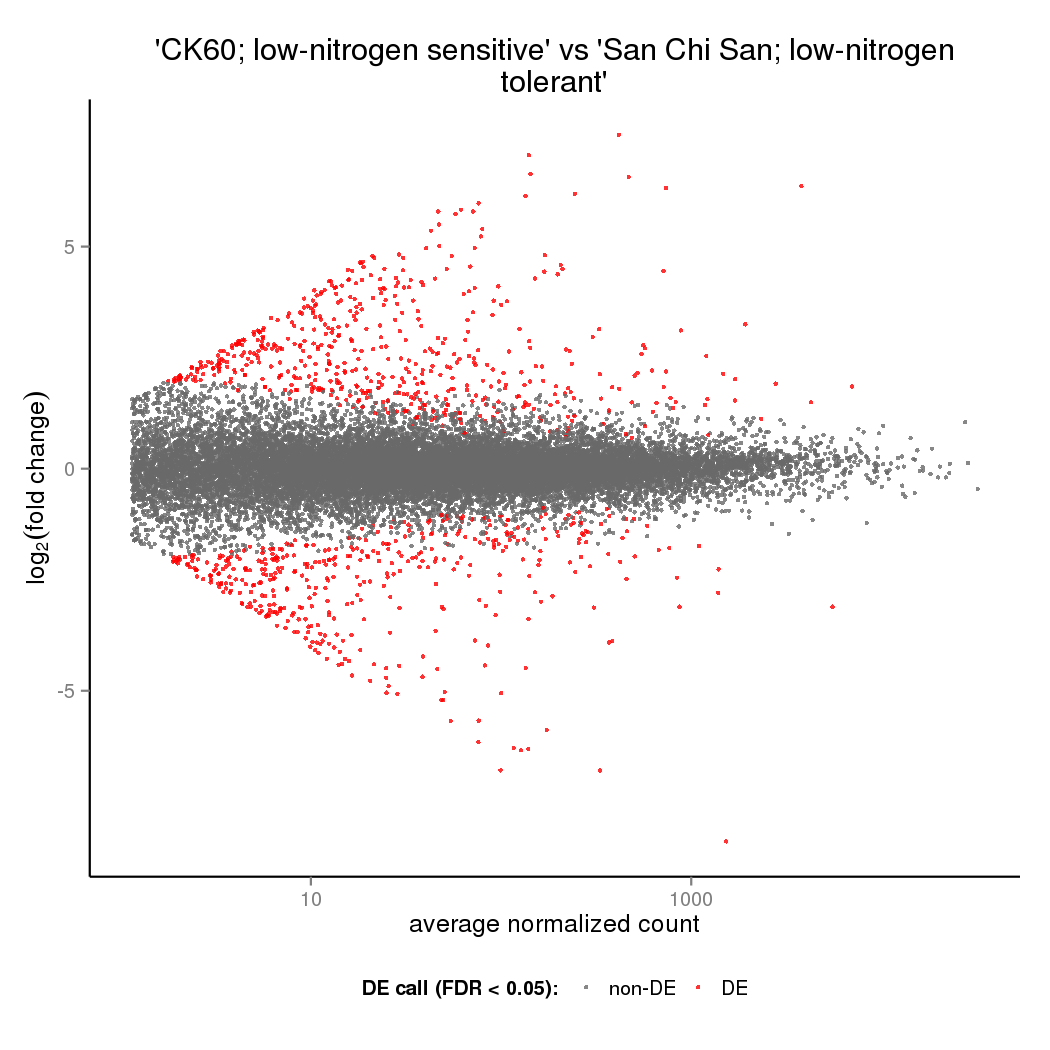 'CK60; low-nitrogen sensitive' vs 'San Chi San; low-nitrogen
tolerant'
log2(fold change)
5
0
-5
10
1000
average normalized count
DE call (FDR < 0.05): non-DE DE